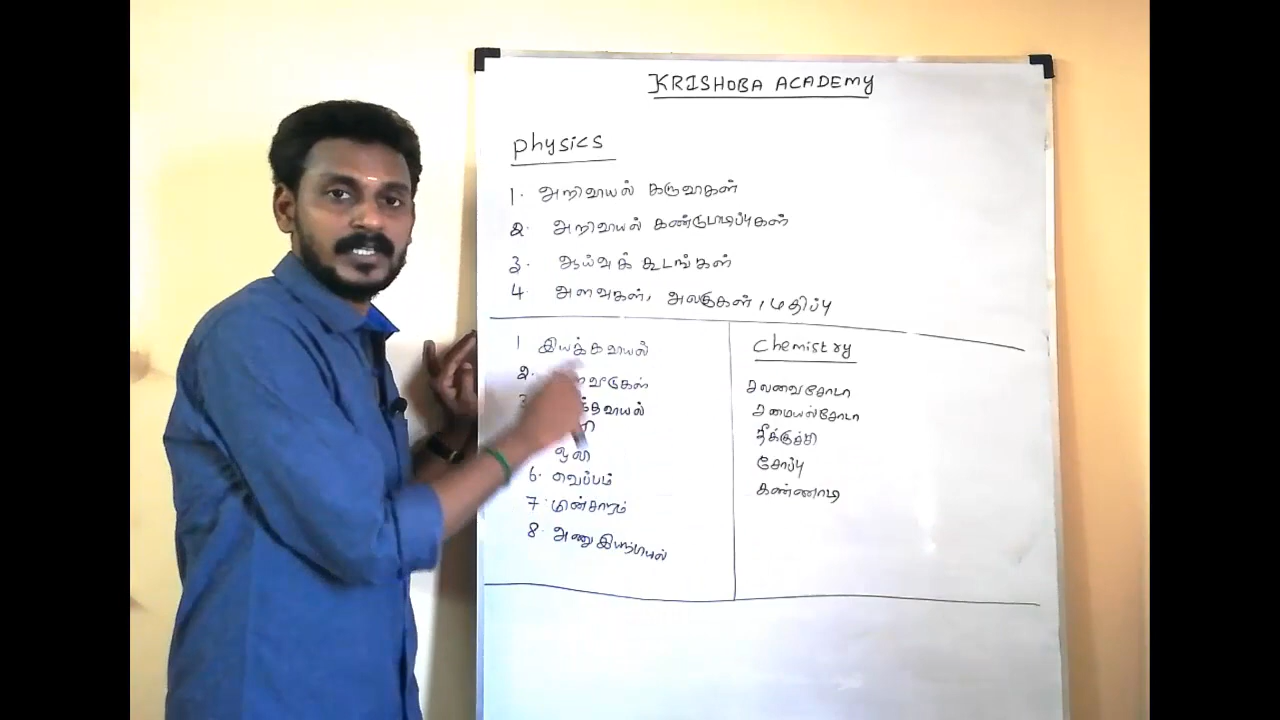 KRISHOBA ACADEMY
Physics
1. அறிவியல் கருவிகள்
2. அறிவியல் கண்டுபிடிப்புகள்
3. ஆய்வுக் கூடங்கள்
4. அளவுகள், அலகுகள், மதிப்பு
1 இயக்கவியல்
2.
3
ஒலி
6. வெப்பம்
7. மின்சாரம்
8. அணு இயற்பியல்
Chemistry
சலவைசோடா
சமையல்சோடா
தீக்குச்சி
சோப்பு
கண்ணாடி